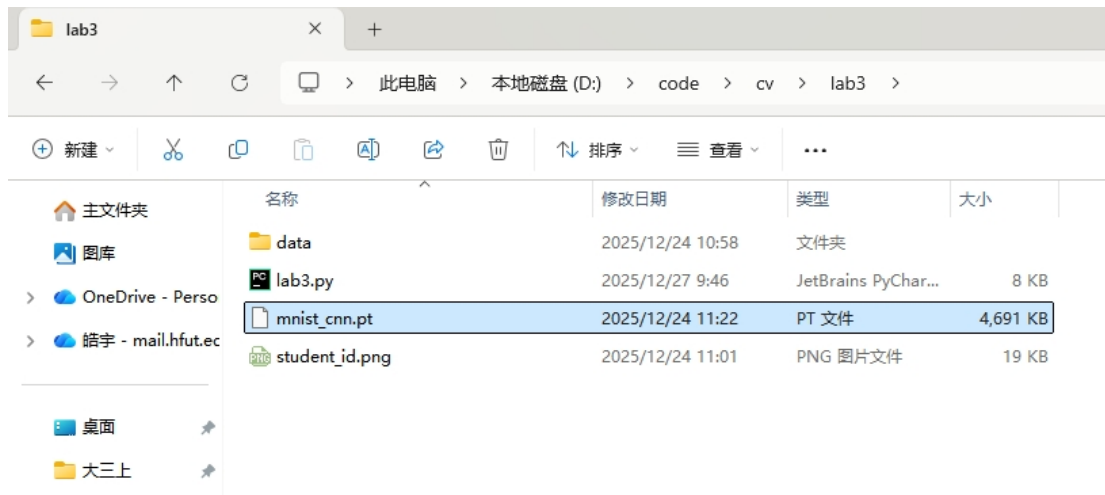 lab3
此电脑 > 本地磁盘 (D:) > code > cv > lab3 >
新建 排序 查看 ...
名称 修改日期 类型 大小
主文件夹
图库
OneDrive - Perso
皓宇 - mail.hfut.ec
桌面
大三上
data 2025/12/24 10:58 文件夹
PC lab3.py 2025/12/27 9:46 JetBrains PyChar... 8 KB
mnist_cnn.pt 2025/12/24 11:22 PT 文件 4,691 KB
PNG student_id.png 2025/12/24 11:01 PNG 图片文件 19 KB